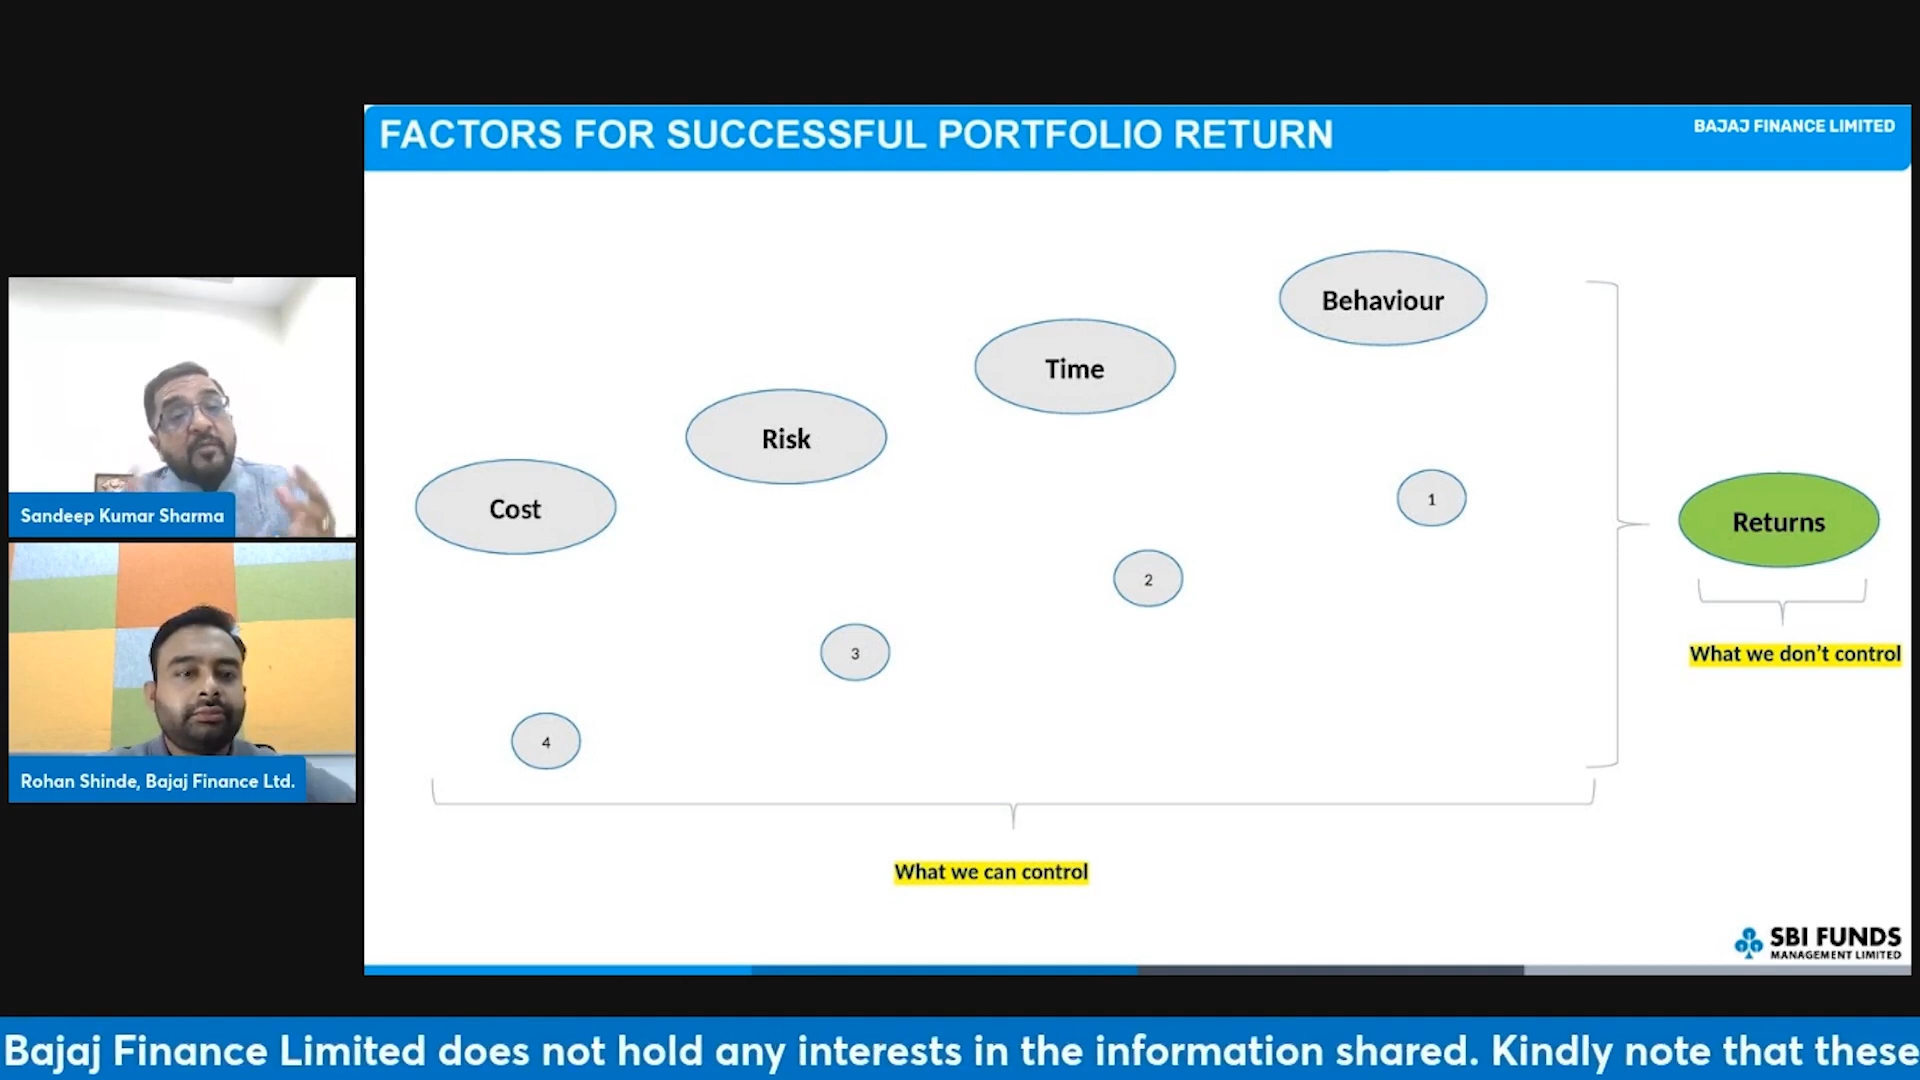 FACTORS FOR SUCCESSFUL PORTFOLIO RETURN
BAJAJ FINANCE LIMITED
Behaviour
Time
Risk
Cost
1
2
3
4
Returns
What we don't control
What we can control
Sandeep Kumar Sharma
Rohan Shinde, Bajaj Finance Ltd.
SBI FUNDS
MANAGEMENT LIMITED
Bajaj Finance Limited does not hold any interests in the information shared. Kindly note that these